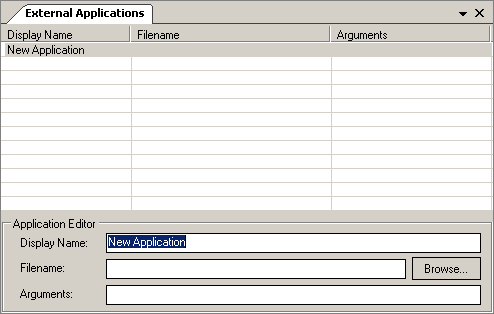 External Applications
Display Name Filename Arguments
New Application
Application Editor
Display Name: New Application
Filename: Browse...
Arguments: